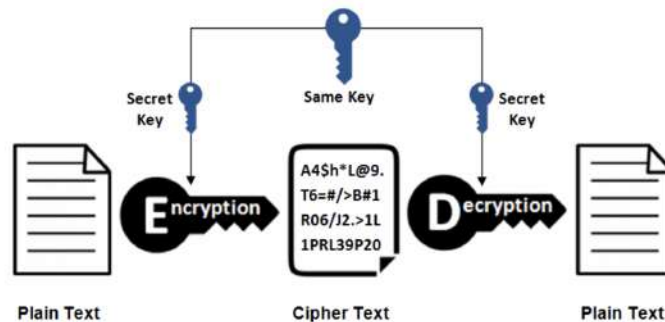 Secret
Key
Same Key
Secret
Key
Encryption
A4$h*L@9.
T6=#/>B#1
R06/J2.>1L
1PRL39P20
Decryption
Plain Text
Cipher Text
Plain Text